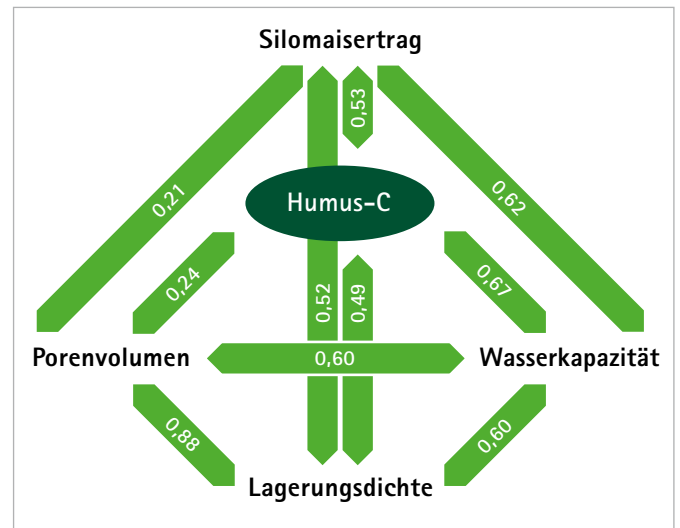 Silomaisertrag
0,53
0,21
Humus-C
0,62
0,24
0,52
0,49
0,67
Porenvolumen
0,60
Wasserkapazität
0,88
0,60
Lagerungsdichte